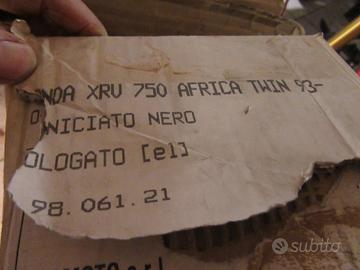 ONDA XRV 750 AFRICA TWIN 93-
O
NICIATO NERO
OLOGATO [el]
98.061.21
subito